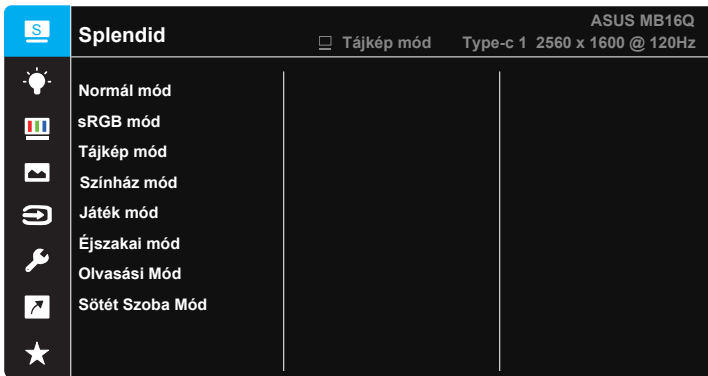 S
ASUS MB16Q
Splendid
Tájkép mód Type-c 1 2560 x 1600 @ 120Hz
Normál mód
sRGB mód
Tájkép mód
Színház mód
Játék mód
Éjszakai mód
Olvasási Mód
Sötét Szoba Mód